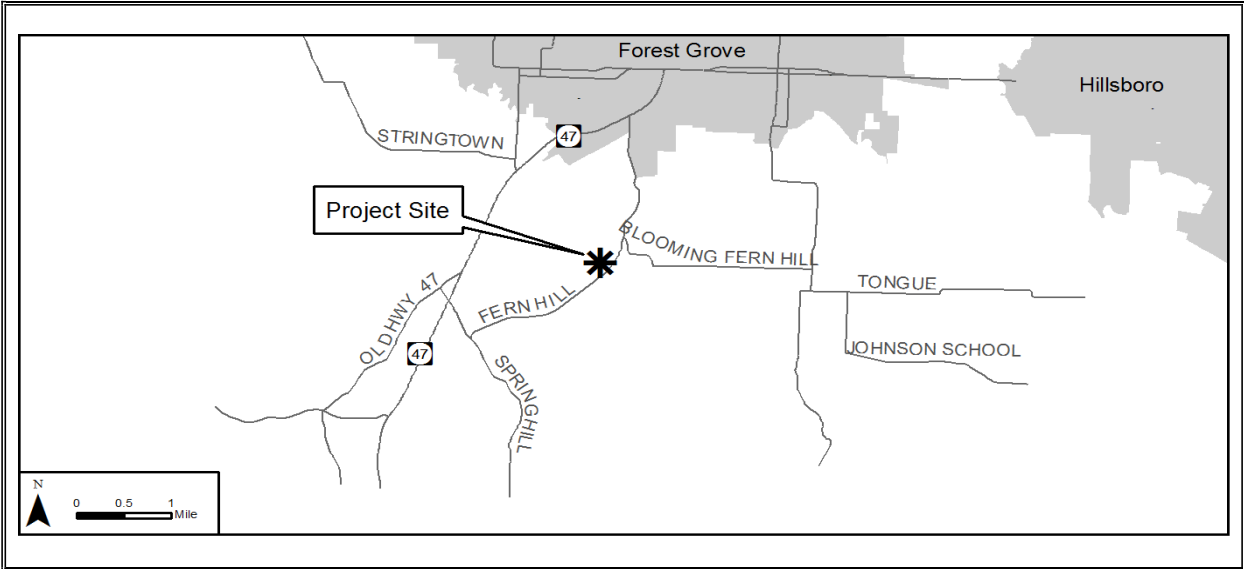 Forest Grove
Hillsboro
47
STRINGTOWN
Project Site
BLOOMING FERN HILL
OLD HWY 47
TONGUE
FERN HILL
47
JOHNSON SCHOOL
SPRINGHILL
N
0 0.5 1
Mile